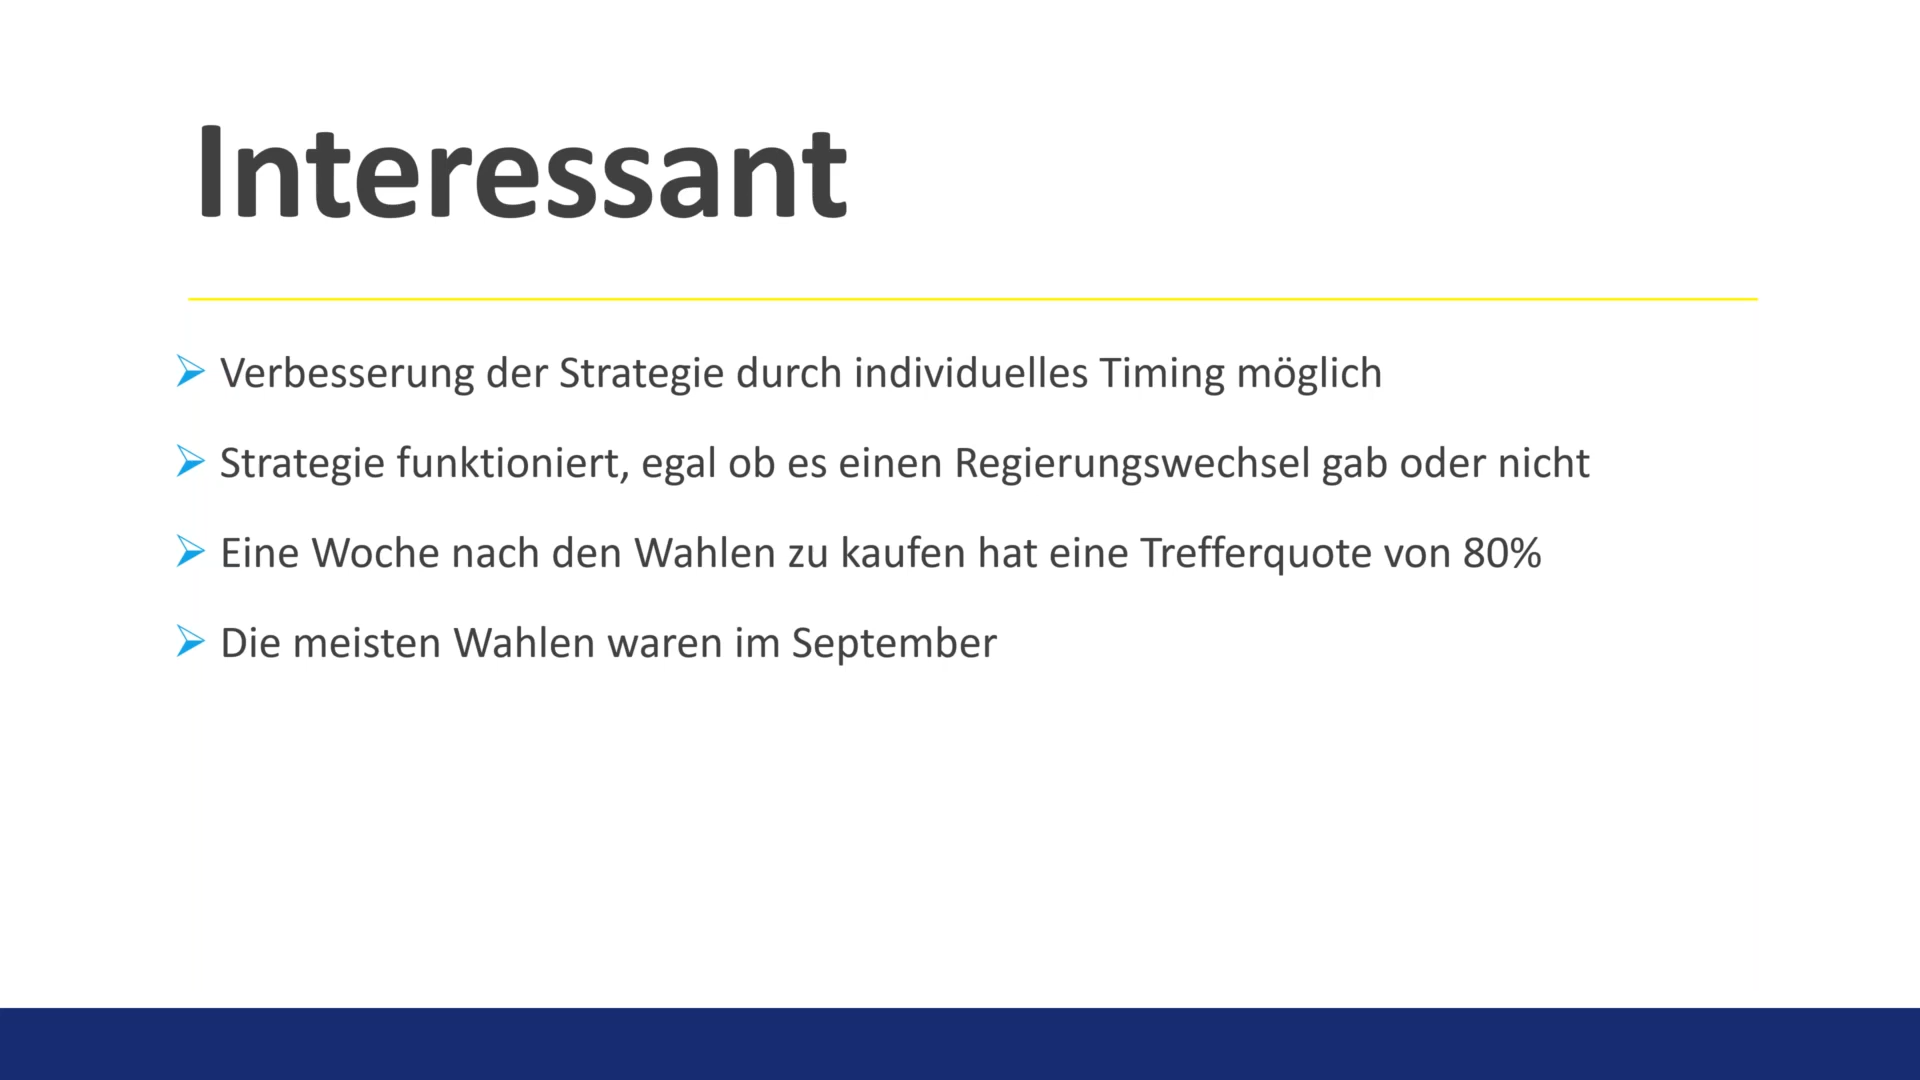 Interessant
Verbesserung der Strategie durch individuelles Timing möglich
Strategie funktioniert, egal ob es einen Regierungswechsel gab oder nicht
Eine Woche nach den Wahlen zu kaufen hat eine Trefferquote von 80%
Die meisten Wahlen waren im September